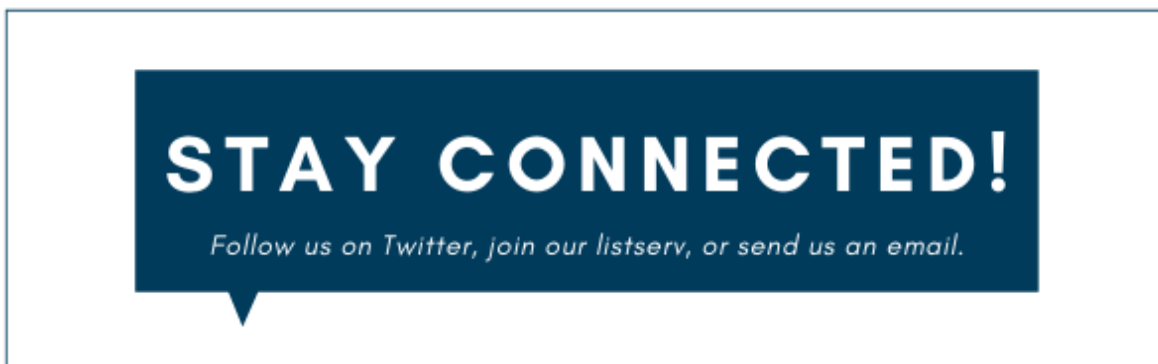 STAY CONNECTED!
Follow us on Twitter, join our listserv, or send us an email.